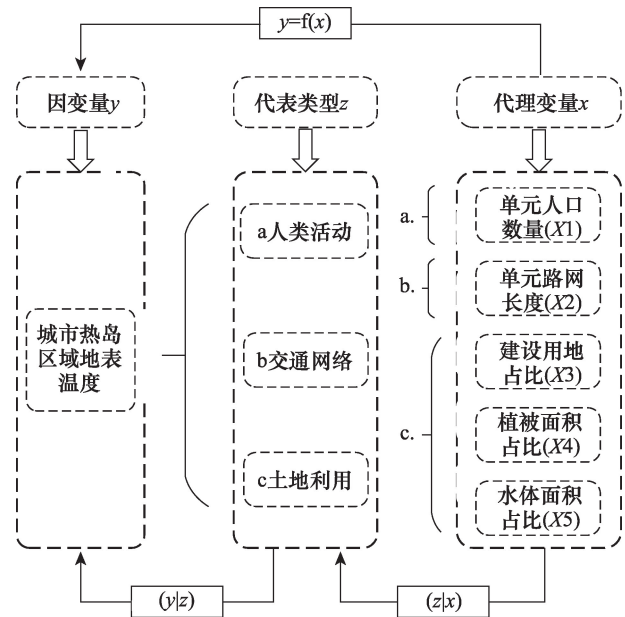 y=f(x)
因变量y
代表类型z
代理变量x
城市热岛
区域地表
温度
a人类活动
b交通网络
c土地利用
a.
单元人口
数量(X1)
b.
单元路网
长度(X2)
c.
建设用地
占比(X3)
植被面积
占比(X4)
水体面积
占比(X5)
(y|z)
(z|x)